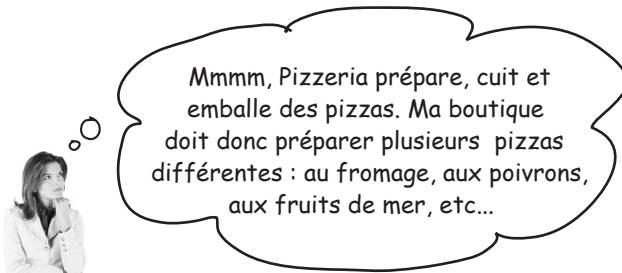 Mmmm, Pizzeria prépare, cuit et
emballe des pizzas. Ma boutique
doit donc préparer plusieurs pizzas
différentes : au fromage, aux poivrons,
aux fruits de mer, etc...